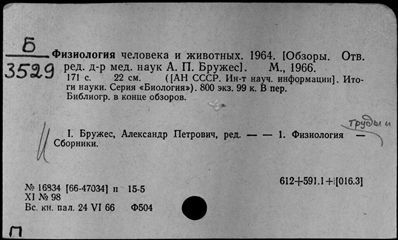 Б
3529
Физиология человека и животных. 1964. [Обзоры. Отв.
ред. д-р мед. наук А. П. Бружес]. М., 1966.
171 с. 22 см. ([АН СССР. Ин-т науч. информации]. Ито-
ги науки. Серия «Биология»). 800 экз. 99 к. В пер.
Библиогр. в конце обзоров.
труды и
I. Бружес, Александр Петрович, ред. — — 1. Физиология —
Сборники.
612+591.1+[016.3]
№ 16834 [66-47034] п 15-5
XI № 98
Вс. кн. пал. 24 VI 66 Ф504
П